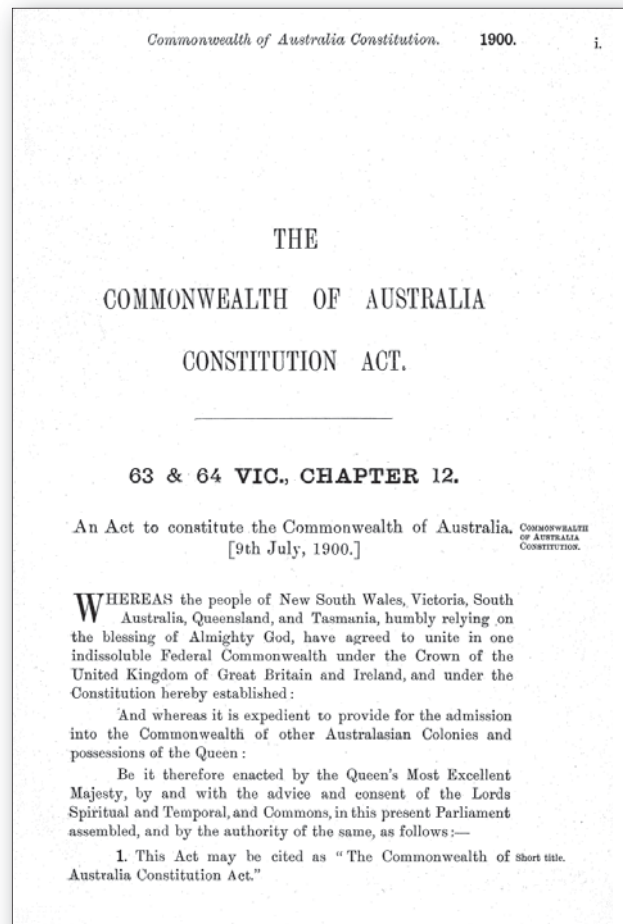 Commonwealth of Australia Constitution. 1900. i.
THE
COMMONWEALTH OF AUSTRALIA
CONSTITUTION ACT.
63 & 64 VIC., CHAPTER 12.
An Act to constitute the Commonwealth of Australia.
[9th July, 1900.]
COMMONWEALTH
OF AUSTRALIA
CONSTITUTION.
WHEREAS the people of New South Wales, Victoria, South
Australia, Queensland, and Tasmania, humbly relying on
the blessing of Almighty God, have agreed to unite in one
indissoluble Federal Commonwealth under the Crown of the
United Kingdom of Great Britain and Ireland, and under the
Constitution hereby established :
And whereas it is expedient to provide for the admission
into the Commonwealth of other Australasian Colonies and
possessions of the Queen :
Be it therefore enacted by the Queen's Most Excellent
Majesty, by and with the advice and consent of the Lords
Spiritual and Temporal, and Commons, in this present Parliament
assembled, and by the authority of the same, as follows :—
1. This Act may be cited as " The Commonwealth of
Australia Constitution Act."
Short title.